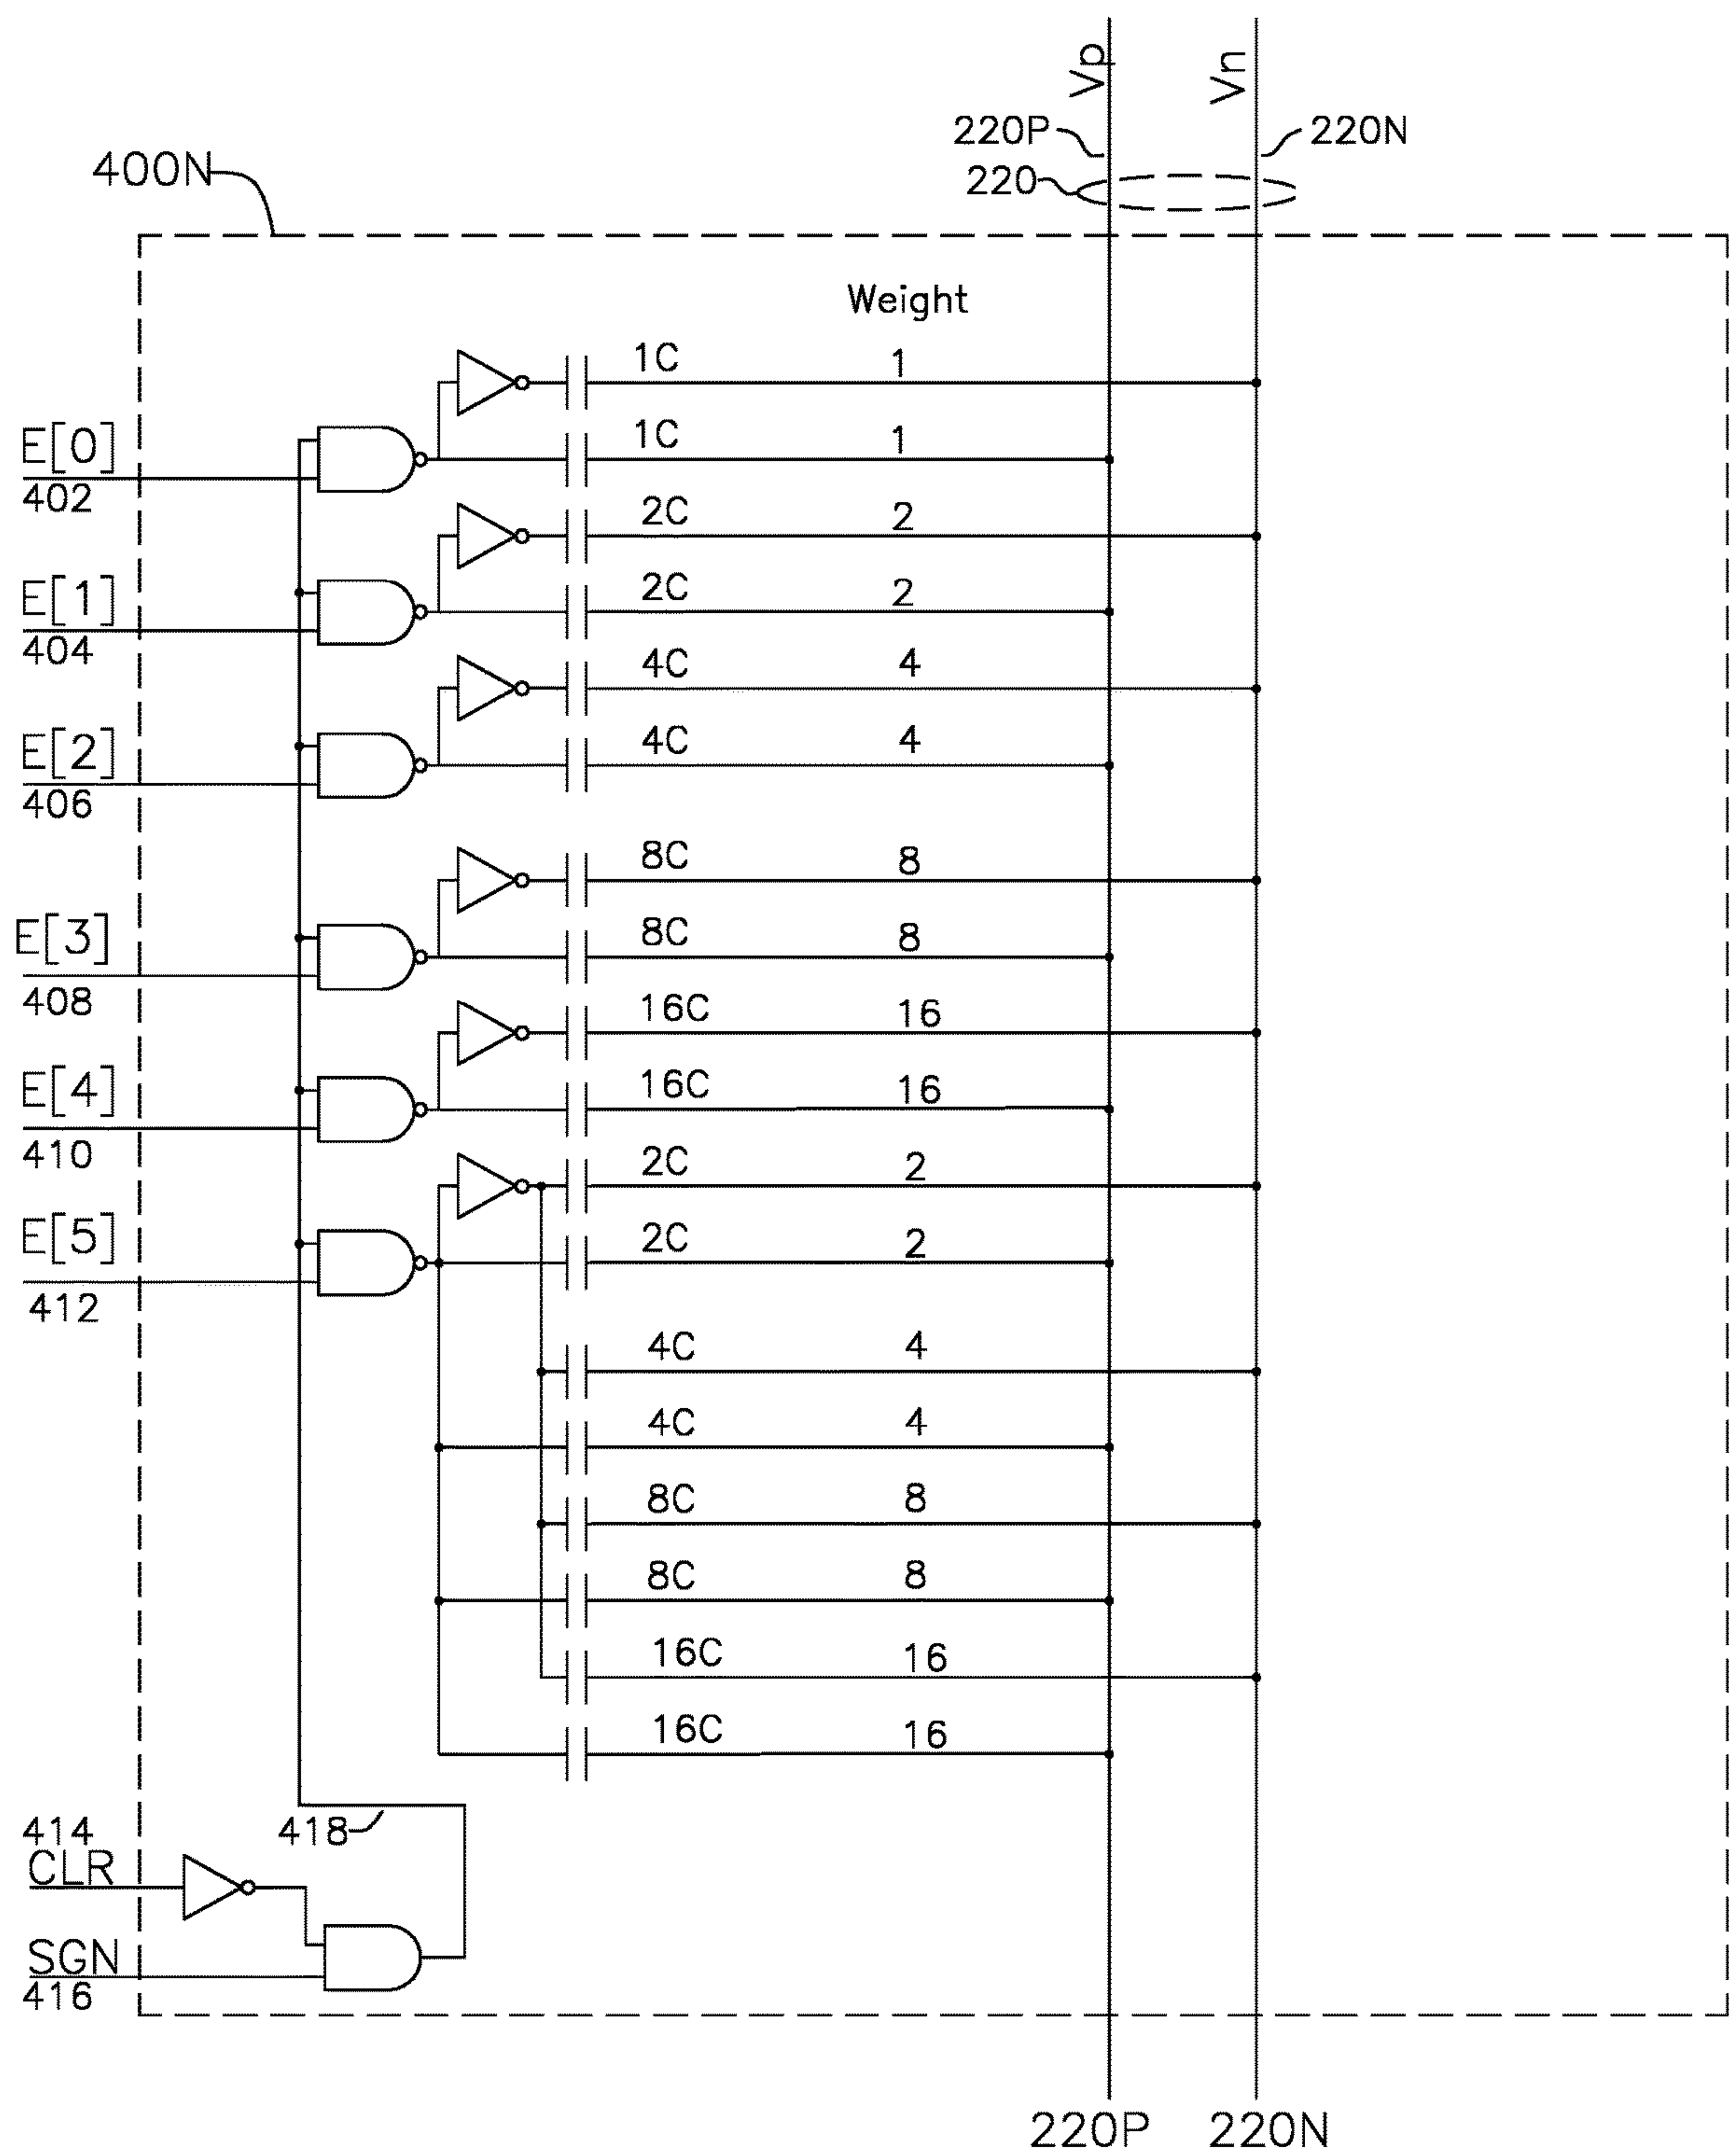 Vp
Vn
220P
220N
220
400N
Weight
1C 1
E[0]
1C 1
402
2C 2
E[1]
2C 2
404
4C 4
E[2]
4C 4
406
8C 8
E[3]
8C 8
408
16C 16
E[4]
16C 16
410
2C 2
E[5]
2C 2
412
4C 4
4C 4
8C 8
8C 8
16C 16
16C 16
414
418
CLR
SGN
416
220P
220N